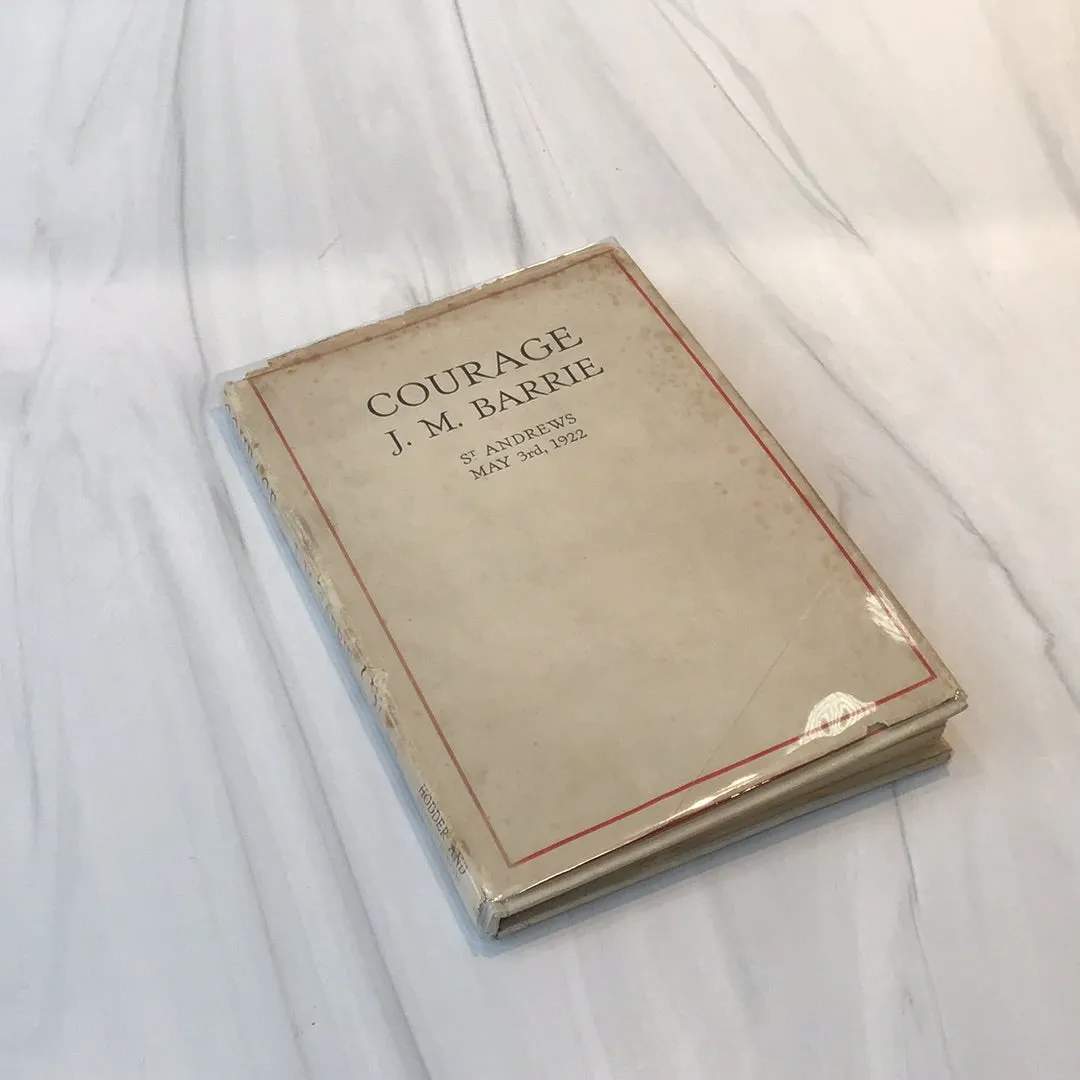 COURAGE
J. M. BARRIE
ST ANDREWS
MAY 3rd, 1922
HODDER AND